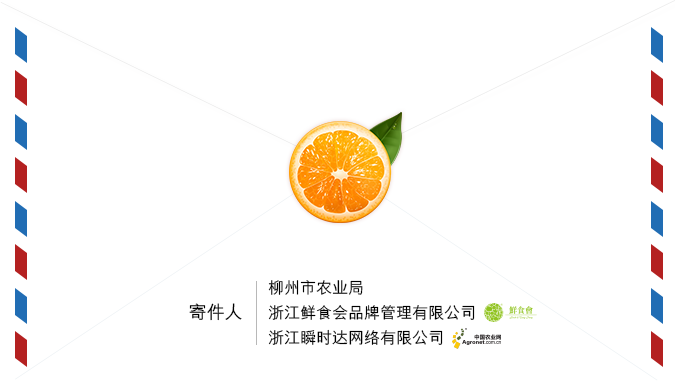 柳州市农业局
寄件人
浙江鲜食会品牌管理有限公司 鲜食會
浙江瞬时达网络有限公司 中国农业网
Agronet.com.cn